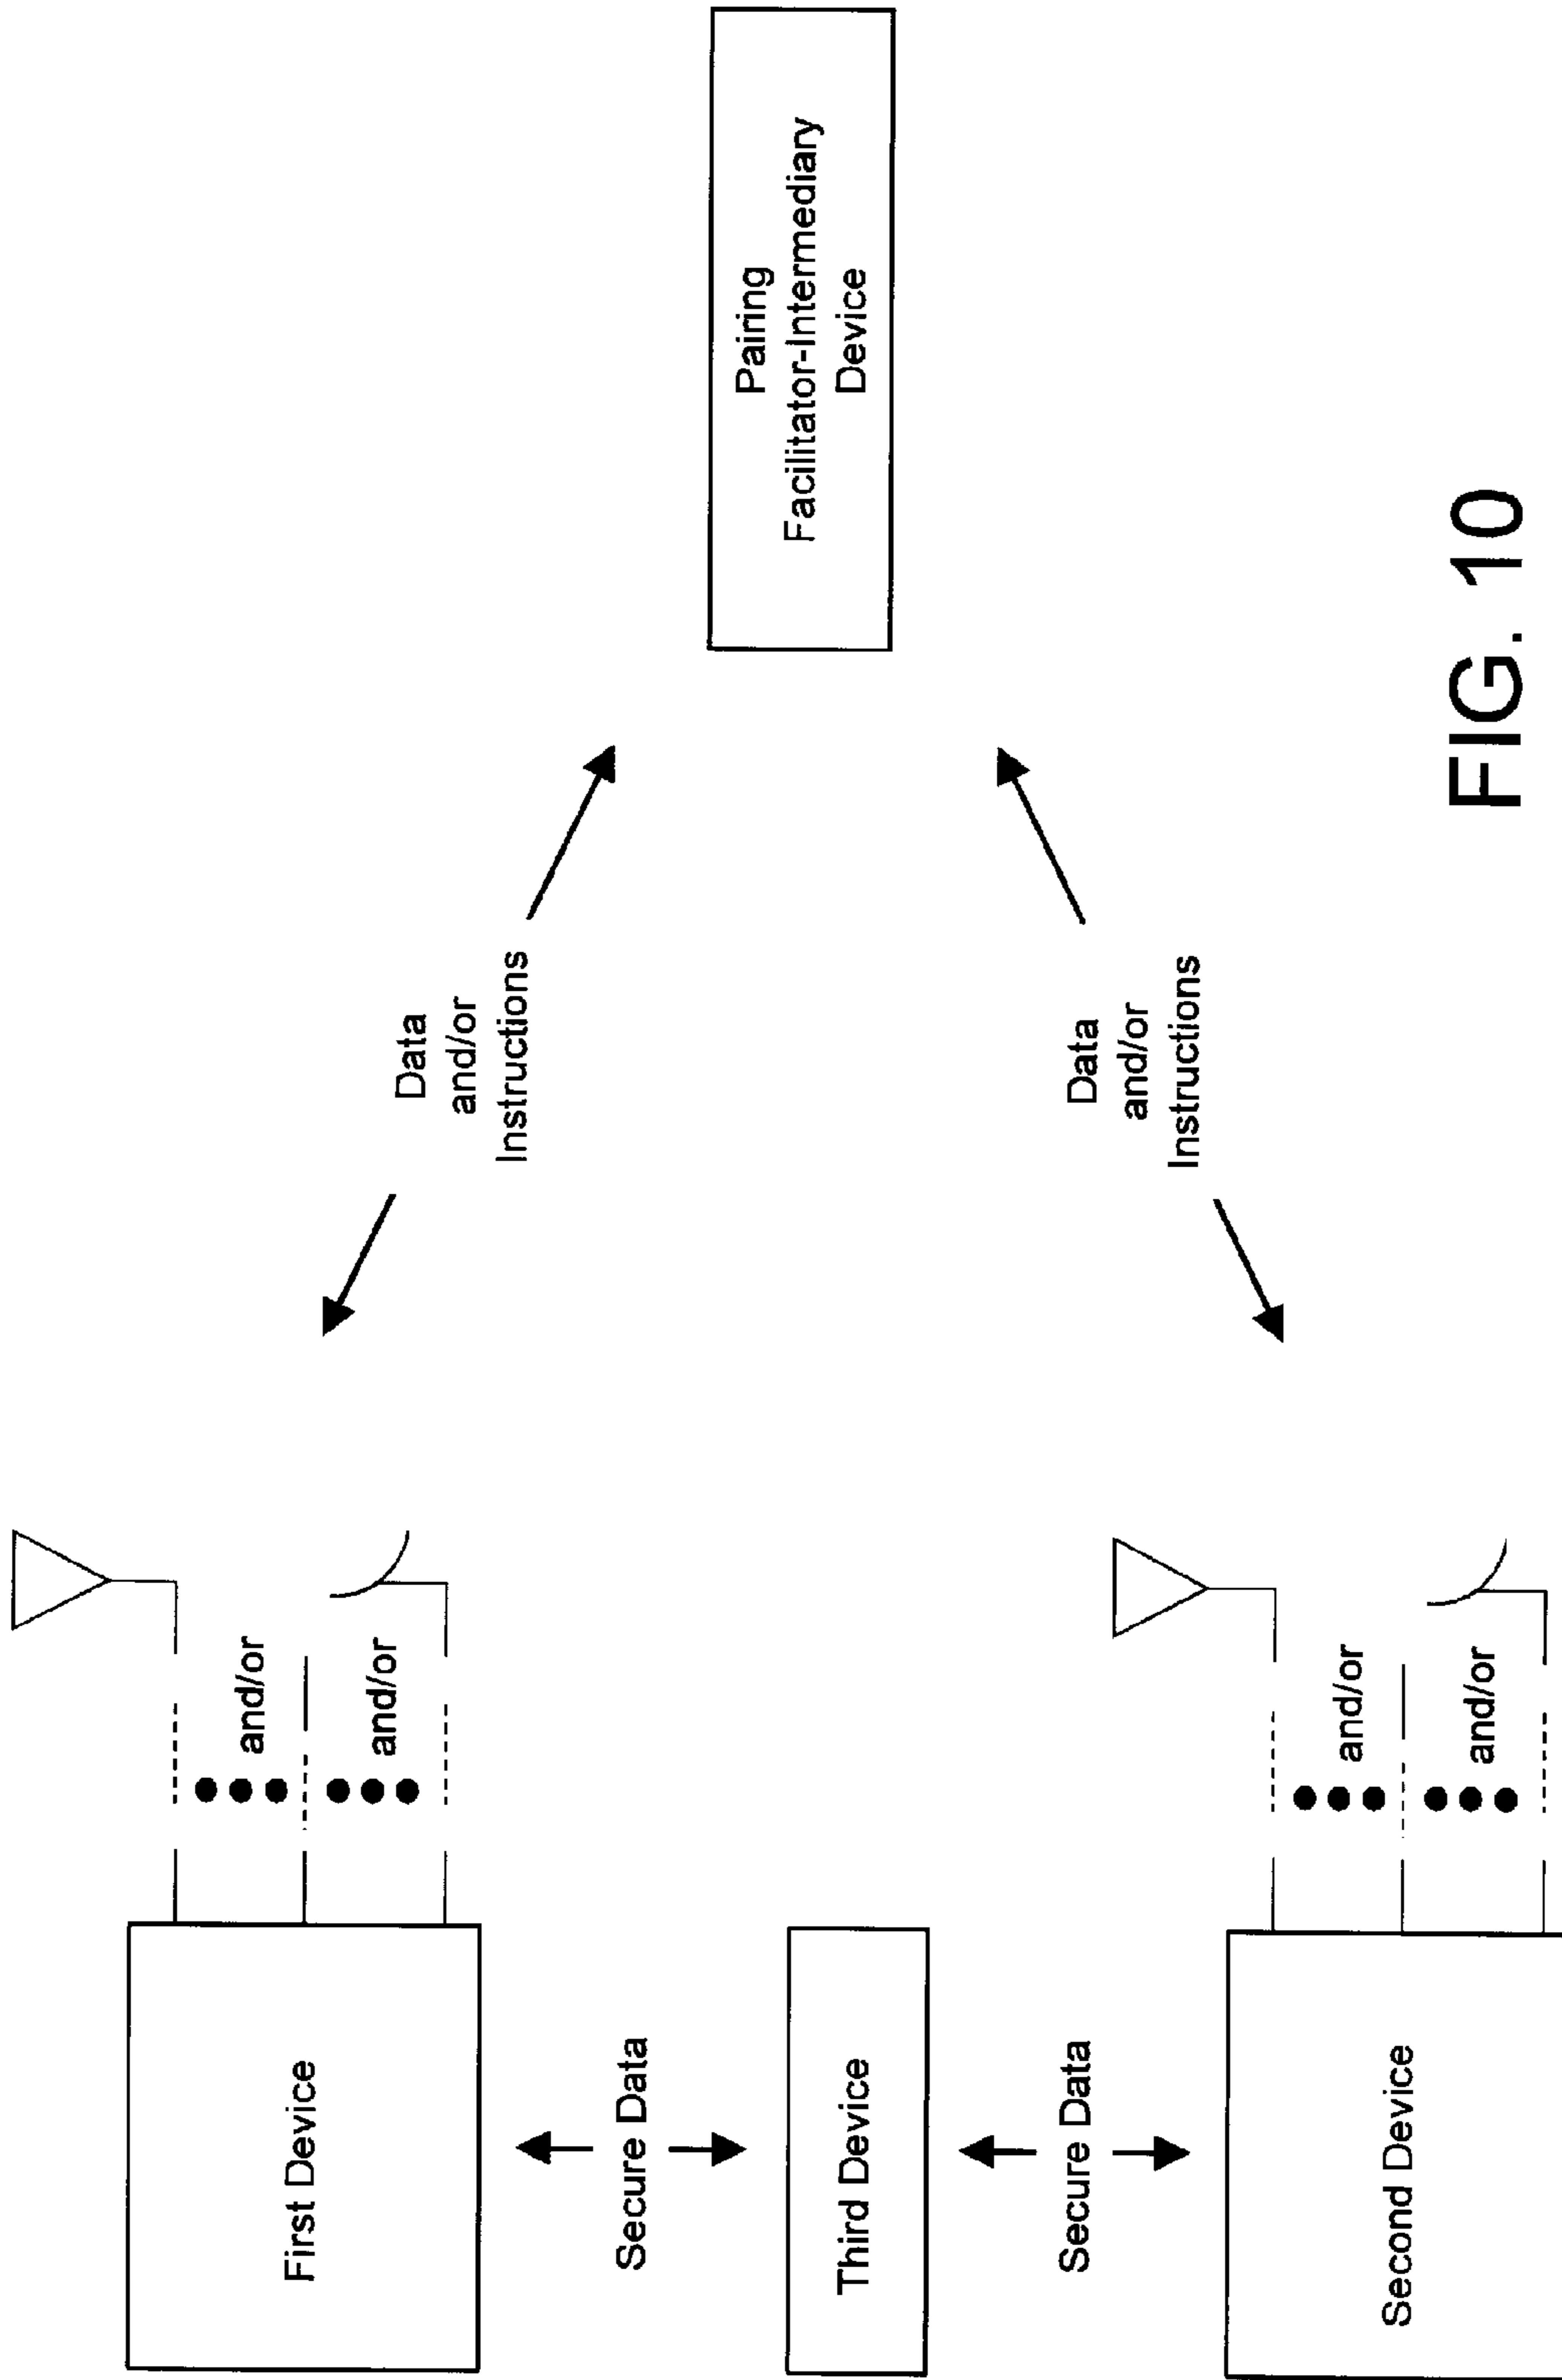 First Device
and/or
and/or
Data
and/or
Instructions
Secure Data
Third Device
Pairing
Facilitator-Intermediary
Device
Secure Data
Data
and/or
Instructions
Second Device
and/or
and/or
FIG. 10